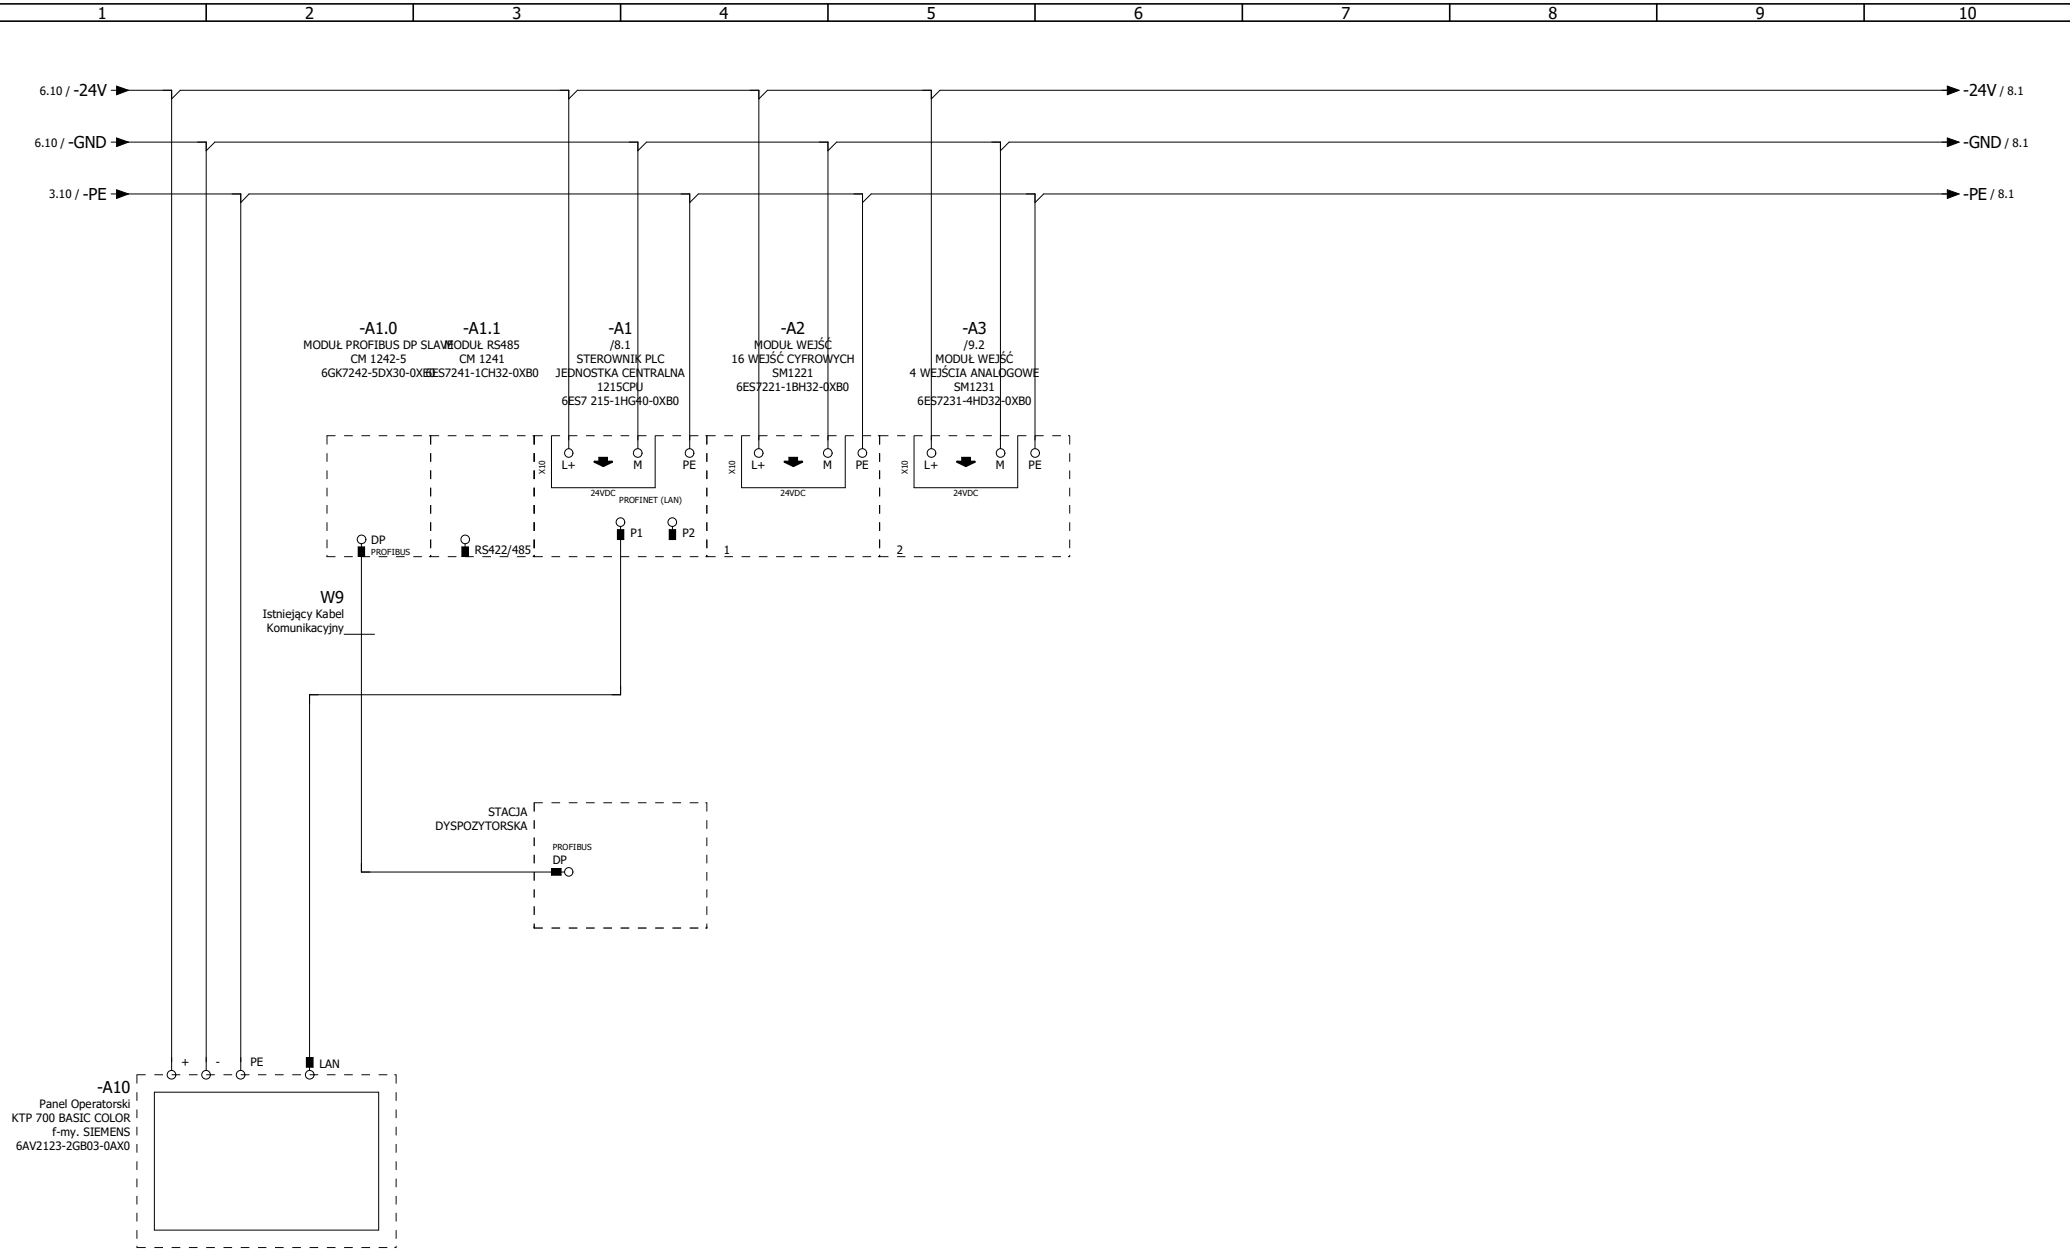 1 2 3 4 5 6 7 8 9 10
6.10 / -24V
-24V / 8.1
6.10 / -GND
-GND / 8.1
3.10 / -PE
-PE / 8.1
-A1.0
MODUŁ PROFIBUS DP SLAVE
CM 1242-5
6GK7242-5DX30-0XE0
-A1.1
MODUŁ RS485
CM 1241
6ES7241-1CH32-0XB0
-A1
/8.1
STEROWNIK PLC
JEDNOSTKA CENTRALNA
1215CPU
6ES7 215-1HG40-0XB0
-A2
MODUŁ WEJŚĆ
16 WEJŚĆ CYFROWYCH
SM1221
6ES7221-1BH32-0XB0
-A3
/9.2
MODUŁ WEJŚĆ
4 WEJŚCIA ANALOGOWE
SM1231
6ES7231-4HD32-0XB0
X10
L+ M PE
24VDC
PROFINET (LAN)
P1 P2
X10
L+ M PE
24VDC
1
X10
L+ M PE
24VDC
2
DP
PROFIBUS
RS422/485
W9
Istniejący Kabel
Komunikacyjny
STACJA
DYSPOZYTORSKA
PROFIBUS
DP
+ - PE LAN
-A10
Panel Operatorski
KTP 700 BASIC COLOR
f-my. SIEMENS
6AV2123-2GB03-0AX0